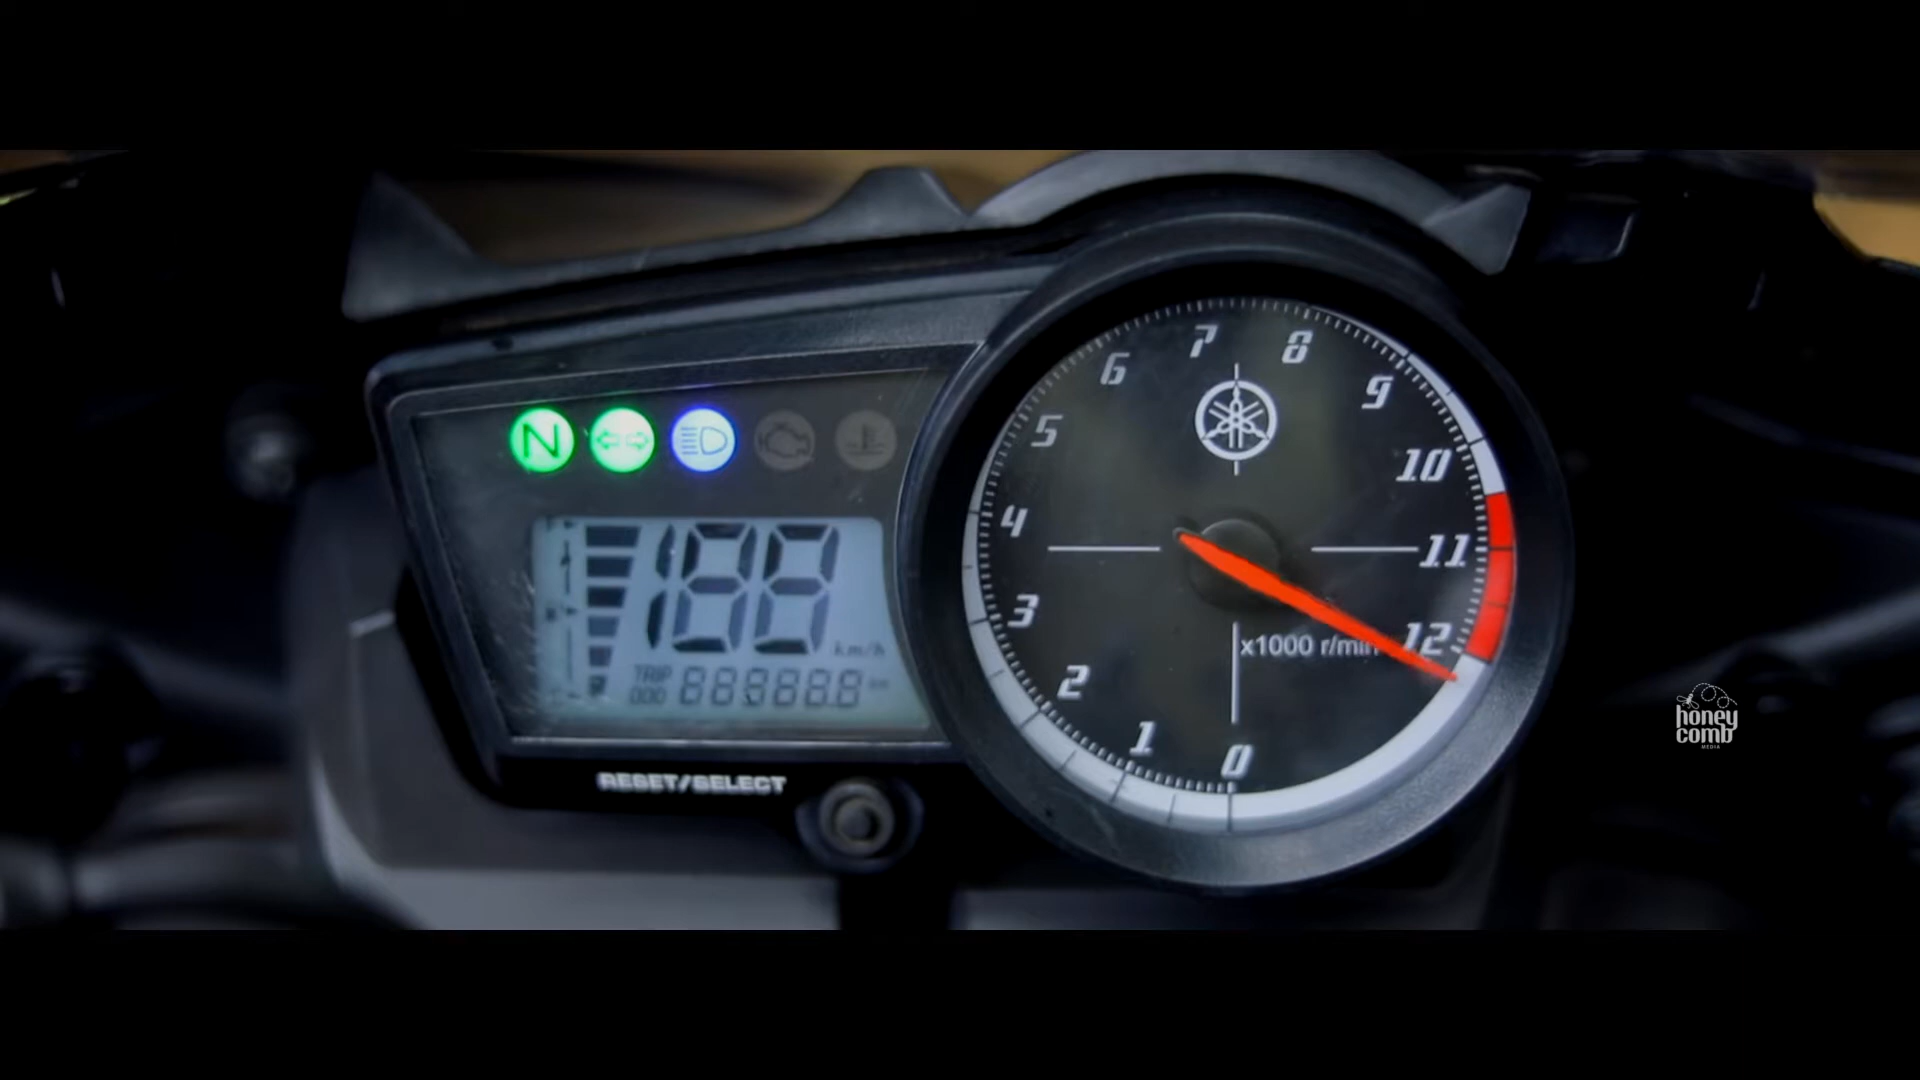 7
8
6
9
5
10
N
4
11
188
km/h
3
12
x1000 r/min
TRIP
ODO
888888
2
1
0
honey
comb
MEDIA
RESET/SELECT